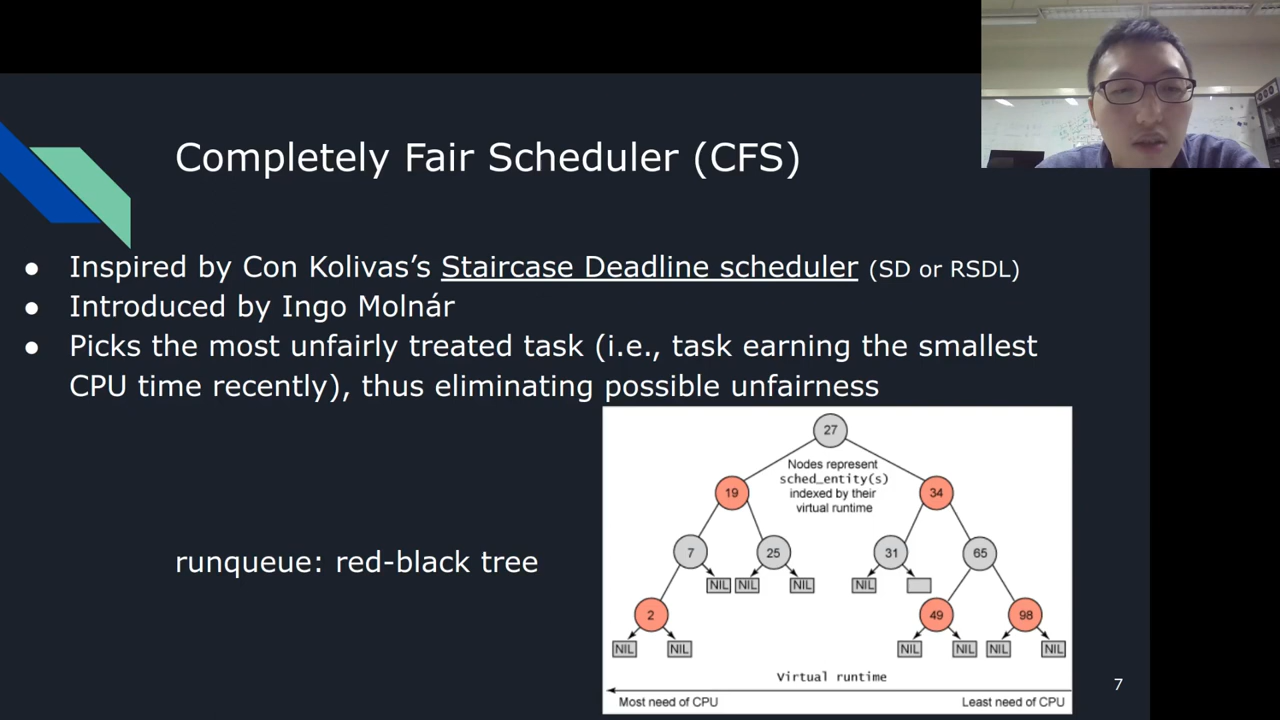 Completely Fair Scheduler (CFS)
● Inspired by Con Kolivas’s Staircase Deadline scheduler (SD or RSDL)
● Introduced by Ingo Molnár
● Picks the most unfairly treated task (i.e., task earning the smallest
CPU time recently), thus eliminating possible unfairness
runqueue: red-black tree
27
Nodes represent
sched_entity(s)
indexed by their
virtual runtime
19 34
7 25 31 65
NIL NIL NIL NIL
2 49 98
NIL NIL NIL NIL NIL NIL
Virtual runtime
Most need of CPU Least need of CPU
7